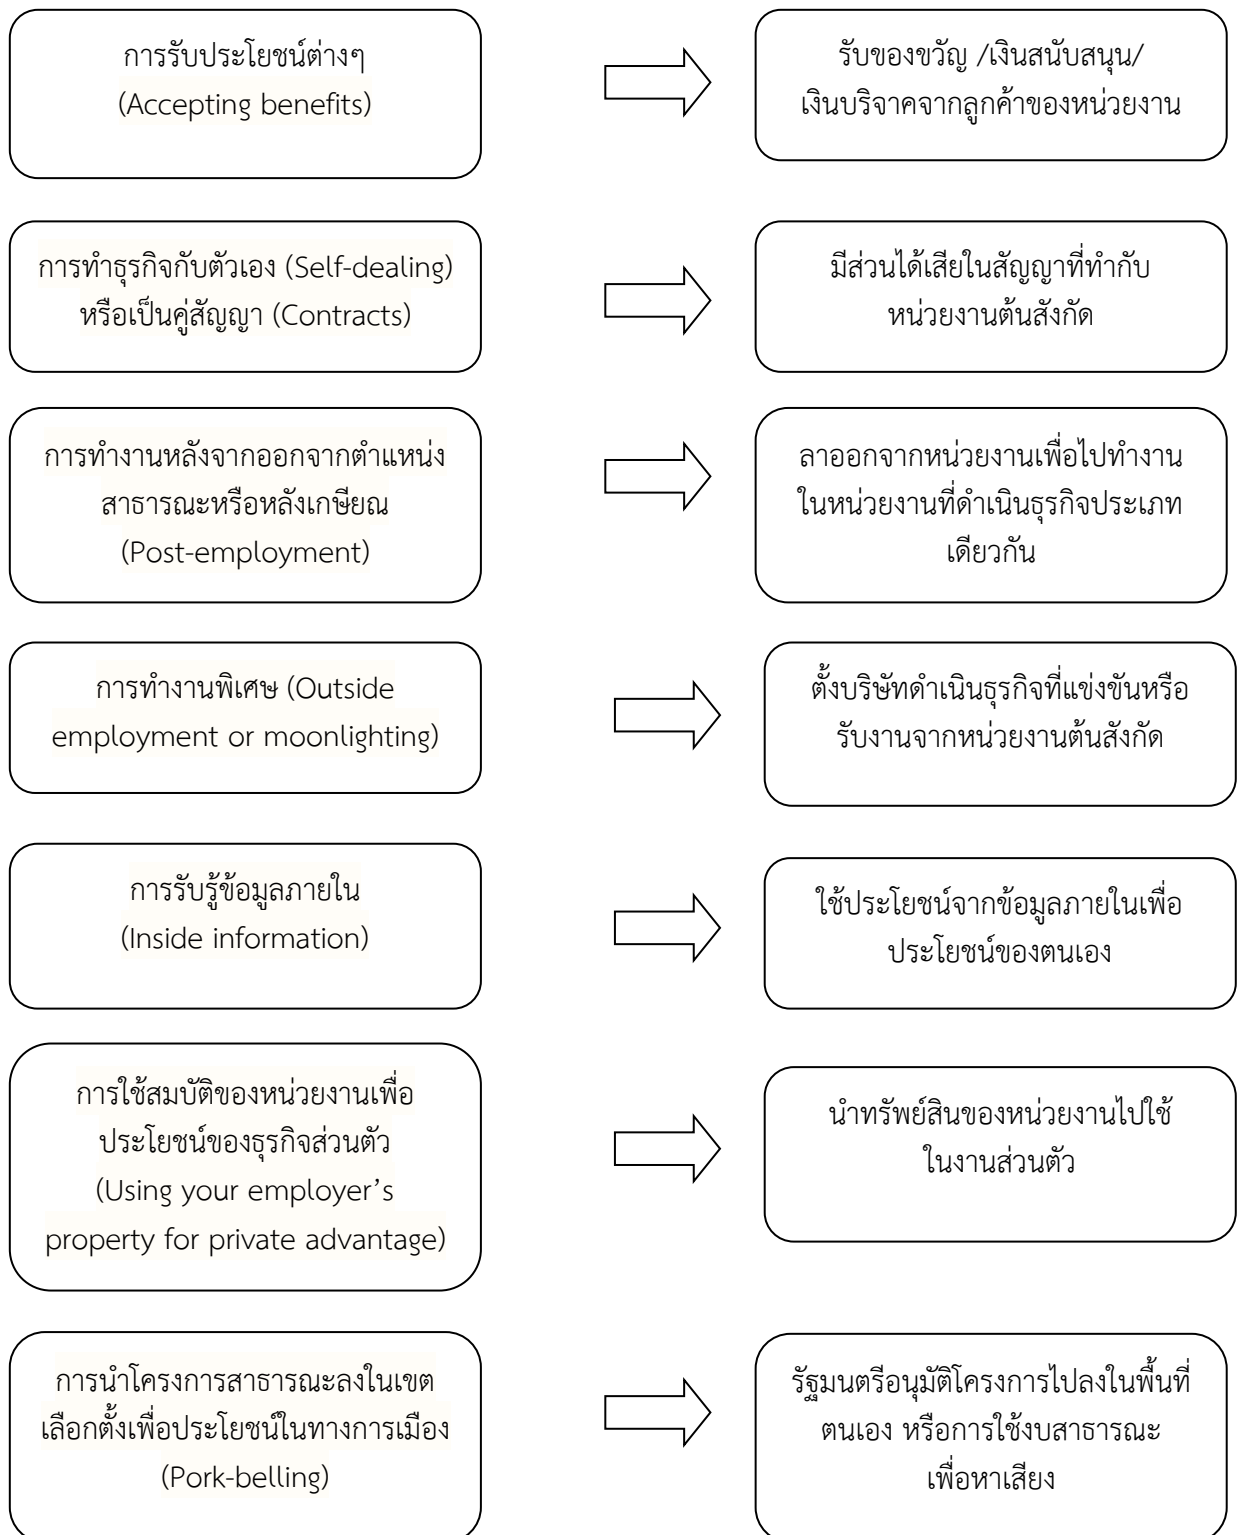 การรับประโยชน์ต่างๆ
(Accepting benefits)
รับของขวัญ /เงินสนับสนุน/
เงินบริจาคจากลูกค้าของหน่วยงาน
การทำธุรกิจกับตัวเอง (Self-dealing)
หรือเป็นคู่สัญญา (Contracts)
มีส่วนได้เสียในสัญญาที่ทำกับ
หน่วยงานต้นสังกัด
การทำงานหลังจากออกจากตำแหน่ง
สาธารณะหรือหลังเกษียณ
(Post-employment)
ลาออกจากหน่วยงานเพื่อไปทำงาน
ในหน่วยงานที่ดำเนินธุรกิจประเภท
เดียวกัน
การทำงานพิเศษ (Outside
employment or moonlighting)
ตั้งบริษัทดำเนินธุรกิจที่แข่งขันหรือ
รับงานจากหน่วยงานต้นสังกัด
การรับรู้ข้อมูลภายใน
(Inside information)
ใช้ประโยชน์จากข้อมูลภายในเพื่อ
ประโยชน์ของตนเอง
การใช้สมบัติของหน่วยงานเพื่อ
ประโยชน์ของธุรกิจส่วนตัว
(Using your employer’s
property for private advantage)
นำทรัพย์สินของหน่วยงานไปใช้
ในงานส่วนตัว
การนำโครงการสาธารณะลงในเขต
เลือกตั้งเพื่อประโยชน์ในทางการเมือง
(Pork-belling)
รัฐมนตรีอนุมัติโครงการไปลงในพื้นที่
ตนเอง หรือการใช้งบสาธารณะ
เพื่อหาเสียง